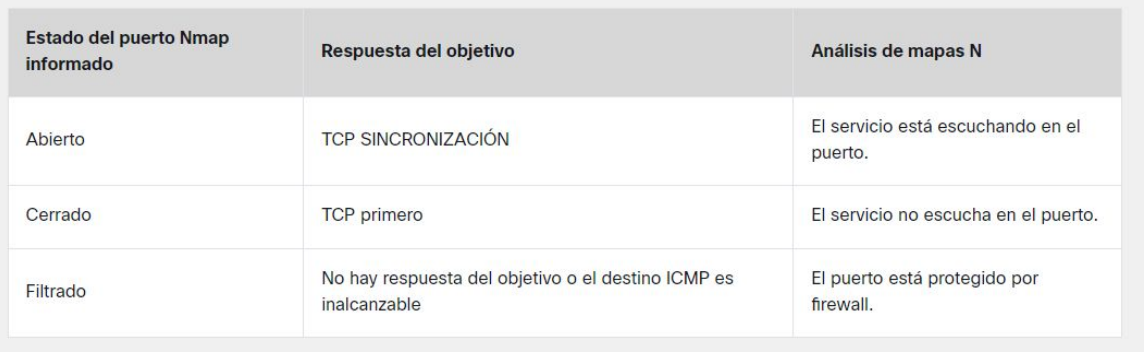 Estado del puerto Nmap
informado
Respuesta del objetivo
Análisis de mapas N
Abierto
TCP SINCRONIZACIÓN
El servicio está escuchando en el
puerto.
Cerrado
TCP primero
El servicio no escucha en el puerto.
Filtrado
No hay respuesta del objetivo o el destino ICMP es
inalcanzable
El puerto está protegido por
firewall.